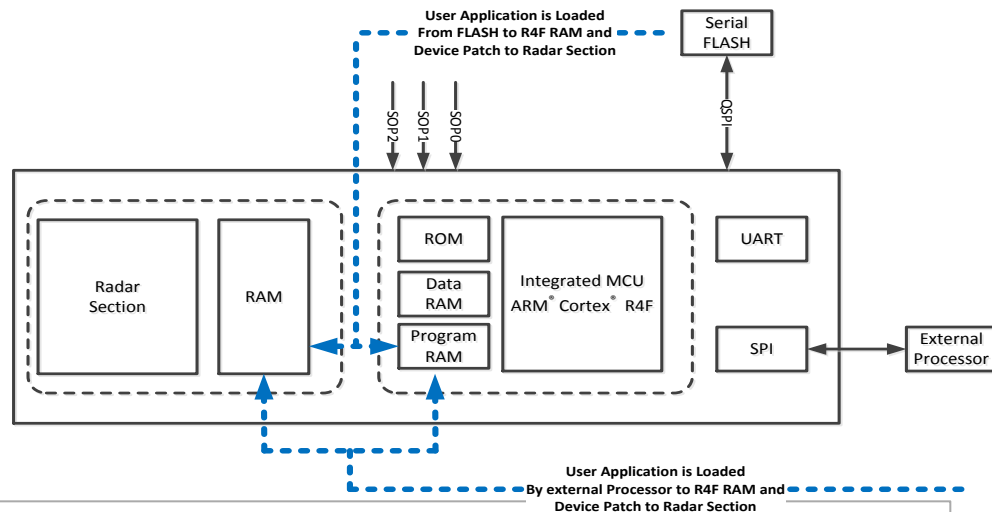 User Application is Loaded
From FLASH to R4F RAM and
Device Patch to Radar Section
Serial
FLASH
SOP2
SOP1
SOP0
QSPI
Radar
Section
RAM
ROM
Data
RAM
Program
RAM
Integrated MCU
ARM® Cortex® R4F
UART
SPI
External
Processor
User Application is Loaded
By external Processor to R4F RAM and
Device Patch to Radar Section